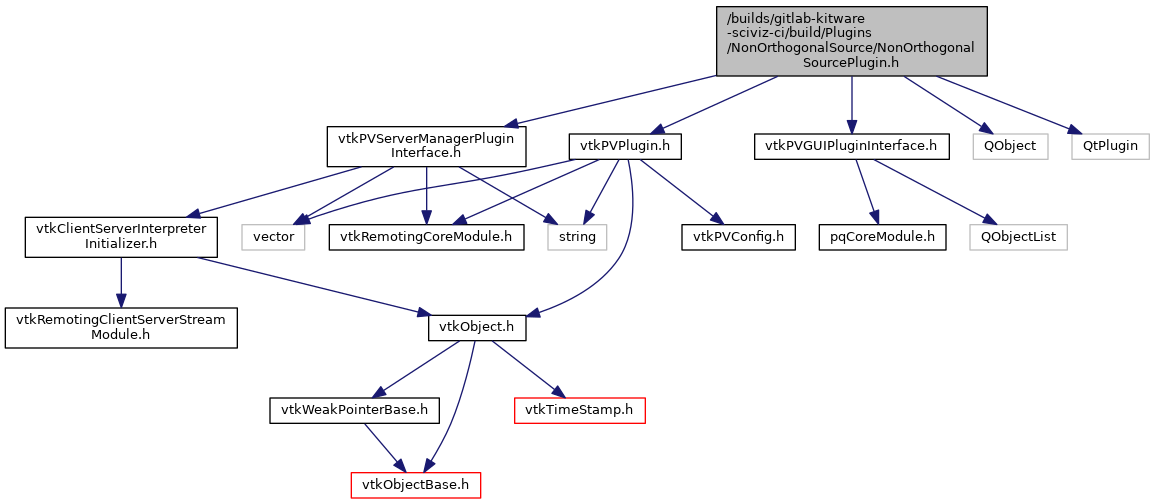 /builds/gitlab-kitware
-sciviz-ci/build/Plugins
/NonOrthogonalSource/NonOrthogonal
SourcePlugin.h
vtkPVServerManagerPlugin
Interface.h
vtkPVPlugin.h
vtkPVGUIPluginInterface.h
QObject
QtPlugin
vtkClientServerInterpreter
Initializer.h
vector
vtkRemotingCoreModule.h
string
vtkPVConfig.h
pqCoreModule.h
QObjectList
vtkRemotingClientServerStream
Module.h
vtkObject.h
vtkWeakPointerBase.h
vtkTimeStamp.h
vtkObjectBase.h